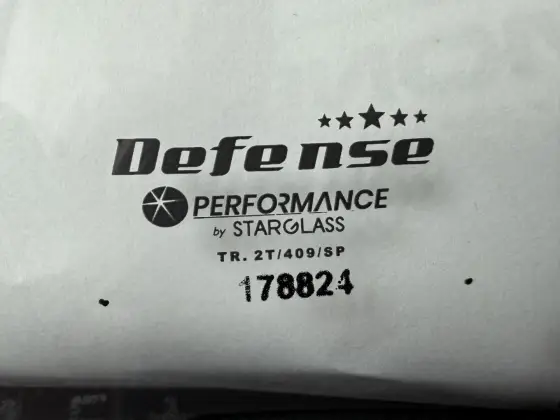 Defense
PERFORMANCE
by STARGLASS
TR. 2T/409/SP
178824